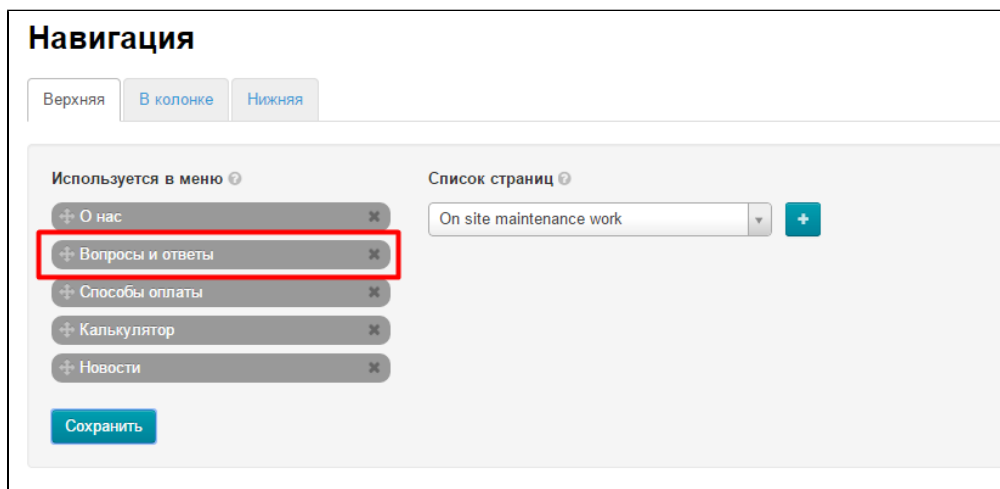 Навигация
Верхняя
В колонке
Нижняя
Используется в меню
О нас
Вопросы и ответы
Способы оплаты
Калькулятор
Новости
Сохранить
Список страниц
On site maintenance work